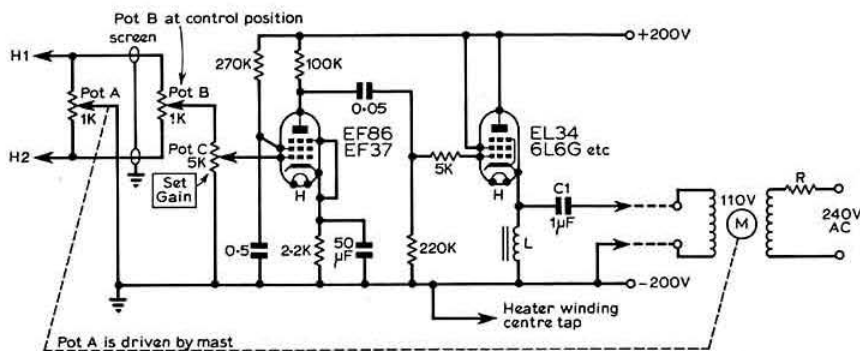 Pot B at control position
screen
H1
H2
Pot A
1K
Pot B
1K
Pot C
5K
Set
Gain
270K
100K
0·05
EF86
EF37
H
0·5
2·2K
50
µF
5K
220K
EL34
6L6G etc
H
L
C1
1µF
+200V
-200V
110V
M
R
240V
AC
Heater winding
centre tap
Pot A is driven by mast